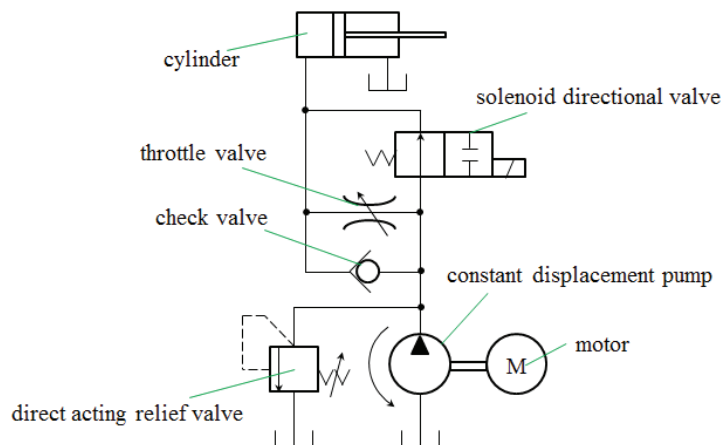 cylinder
solenoid directional valve
throttle valve
check valve
constant displacement pump
motor
M
direct acting relief valve